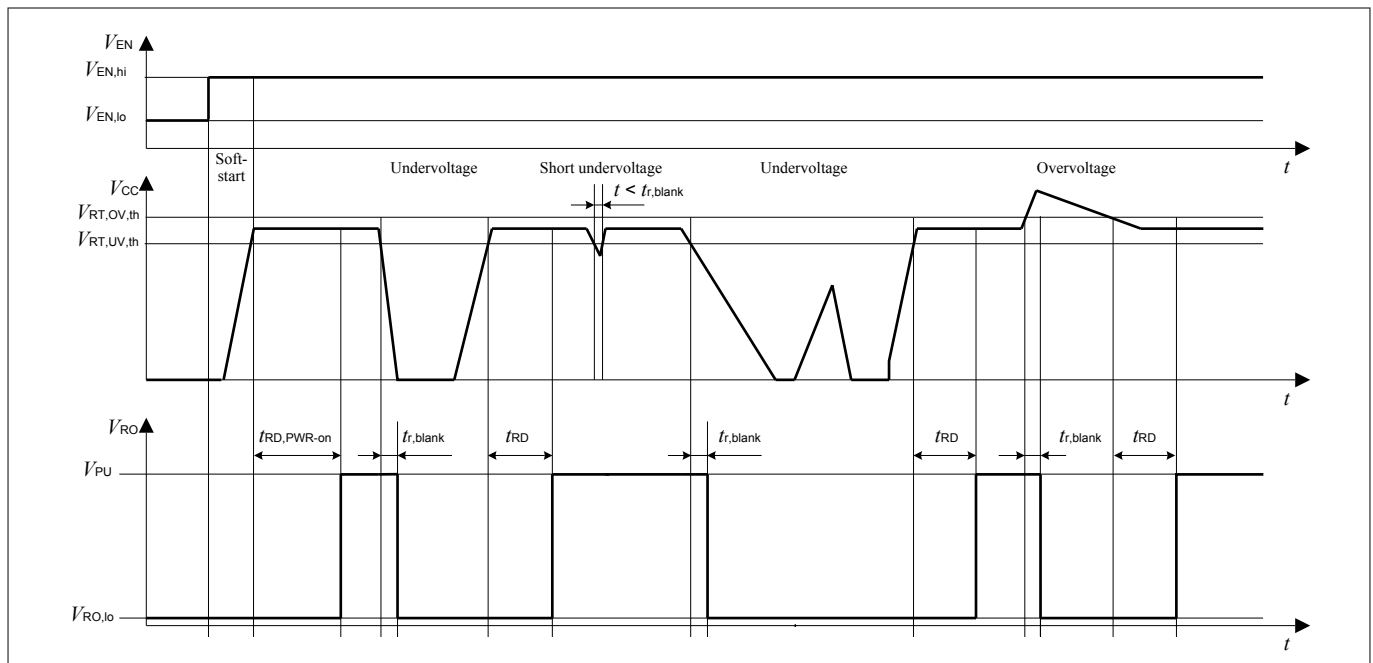 VEN
VEN,hi
VEN,lo
t
Soft-
start
Undervoltage
Short undervoltage
Undervoltage
Overvoltage
VCC
t < tr,blank
VRT,OV,th
VRT,UV,th
t
VRO
tRD,PWR-on
tr,blank
tRD
tr,blank
tRD
tr,blank
tRD
VPU
VRO,lo
t